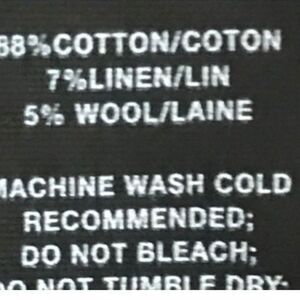 88%COTTON/COTON
7%LINEN/LIN
5% WOOL/LAINE
MACHINE WASH COLD
RECOMMENDED;
DO NOT BLEACH;
DO NOT TUMBLE DRY;